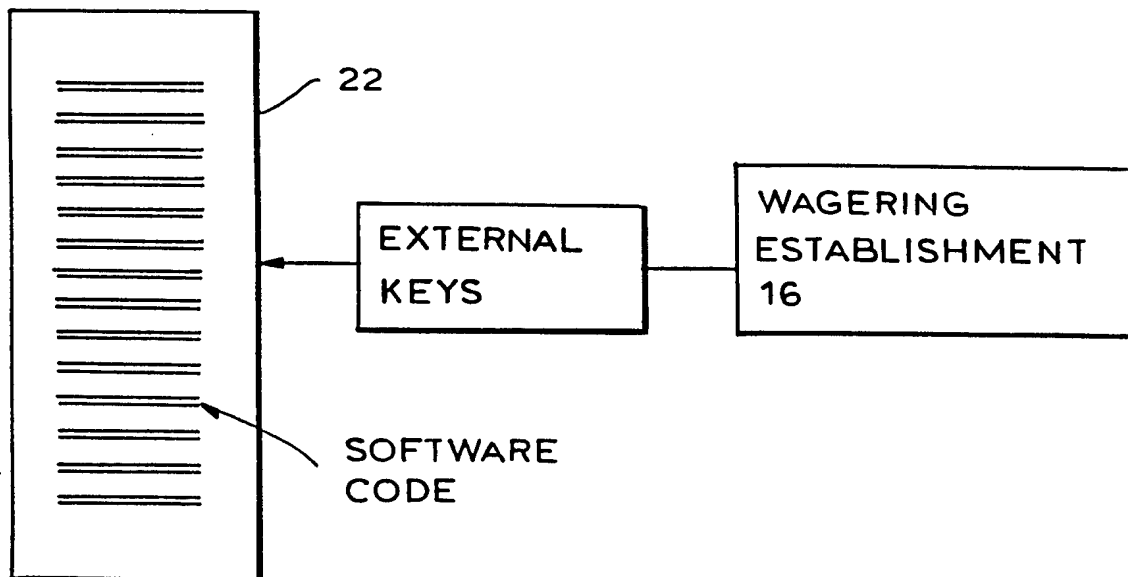 22
EXTERNAL
KEYS
WAGERING
ESTABLISHMENT
16
SOFTWARE
CODE